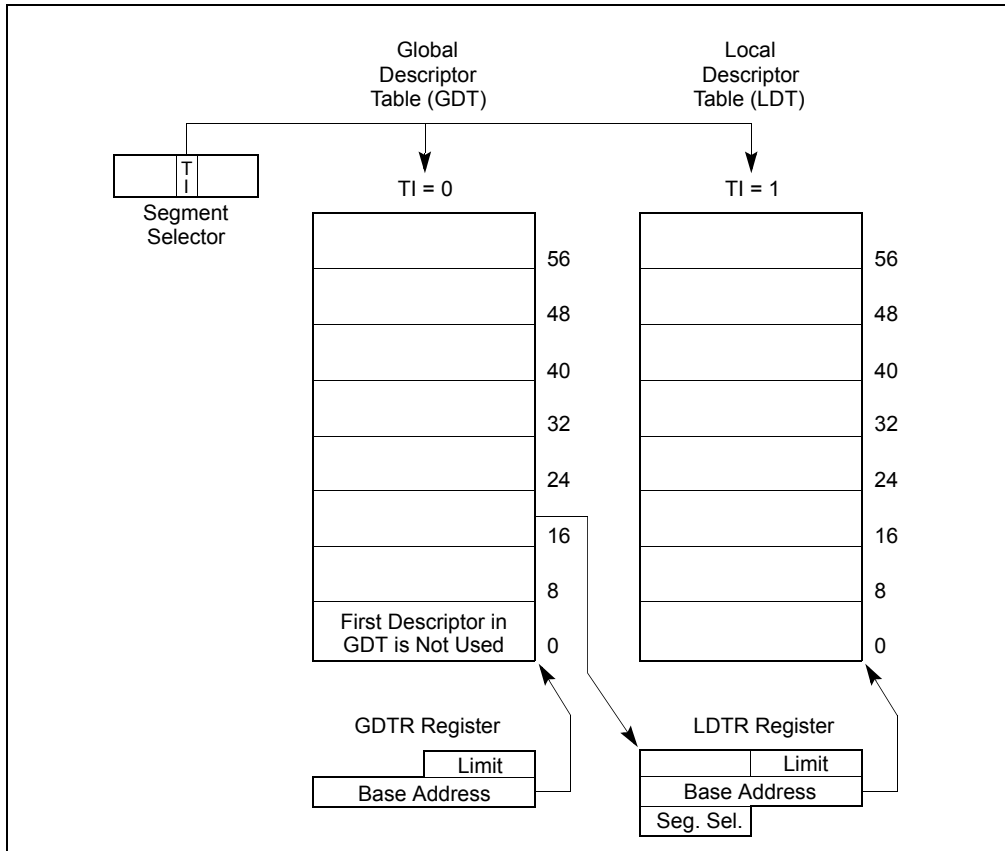 Global
Descriptor
Table (GDT)
Local
Descriptor
Table (LDT)
T
I
Segment
Selector
TI = 0
TI = 1
56
48
40
32
24
16
8
0
First Descriptor in
GDT is Not Used
56
48
40
32
24
16
8
0
GDTR Register
Limit
Base Address
LDTR Register
Limit
Base Address
Seg. Sel.